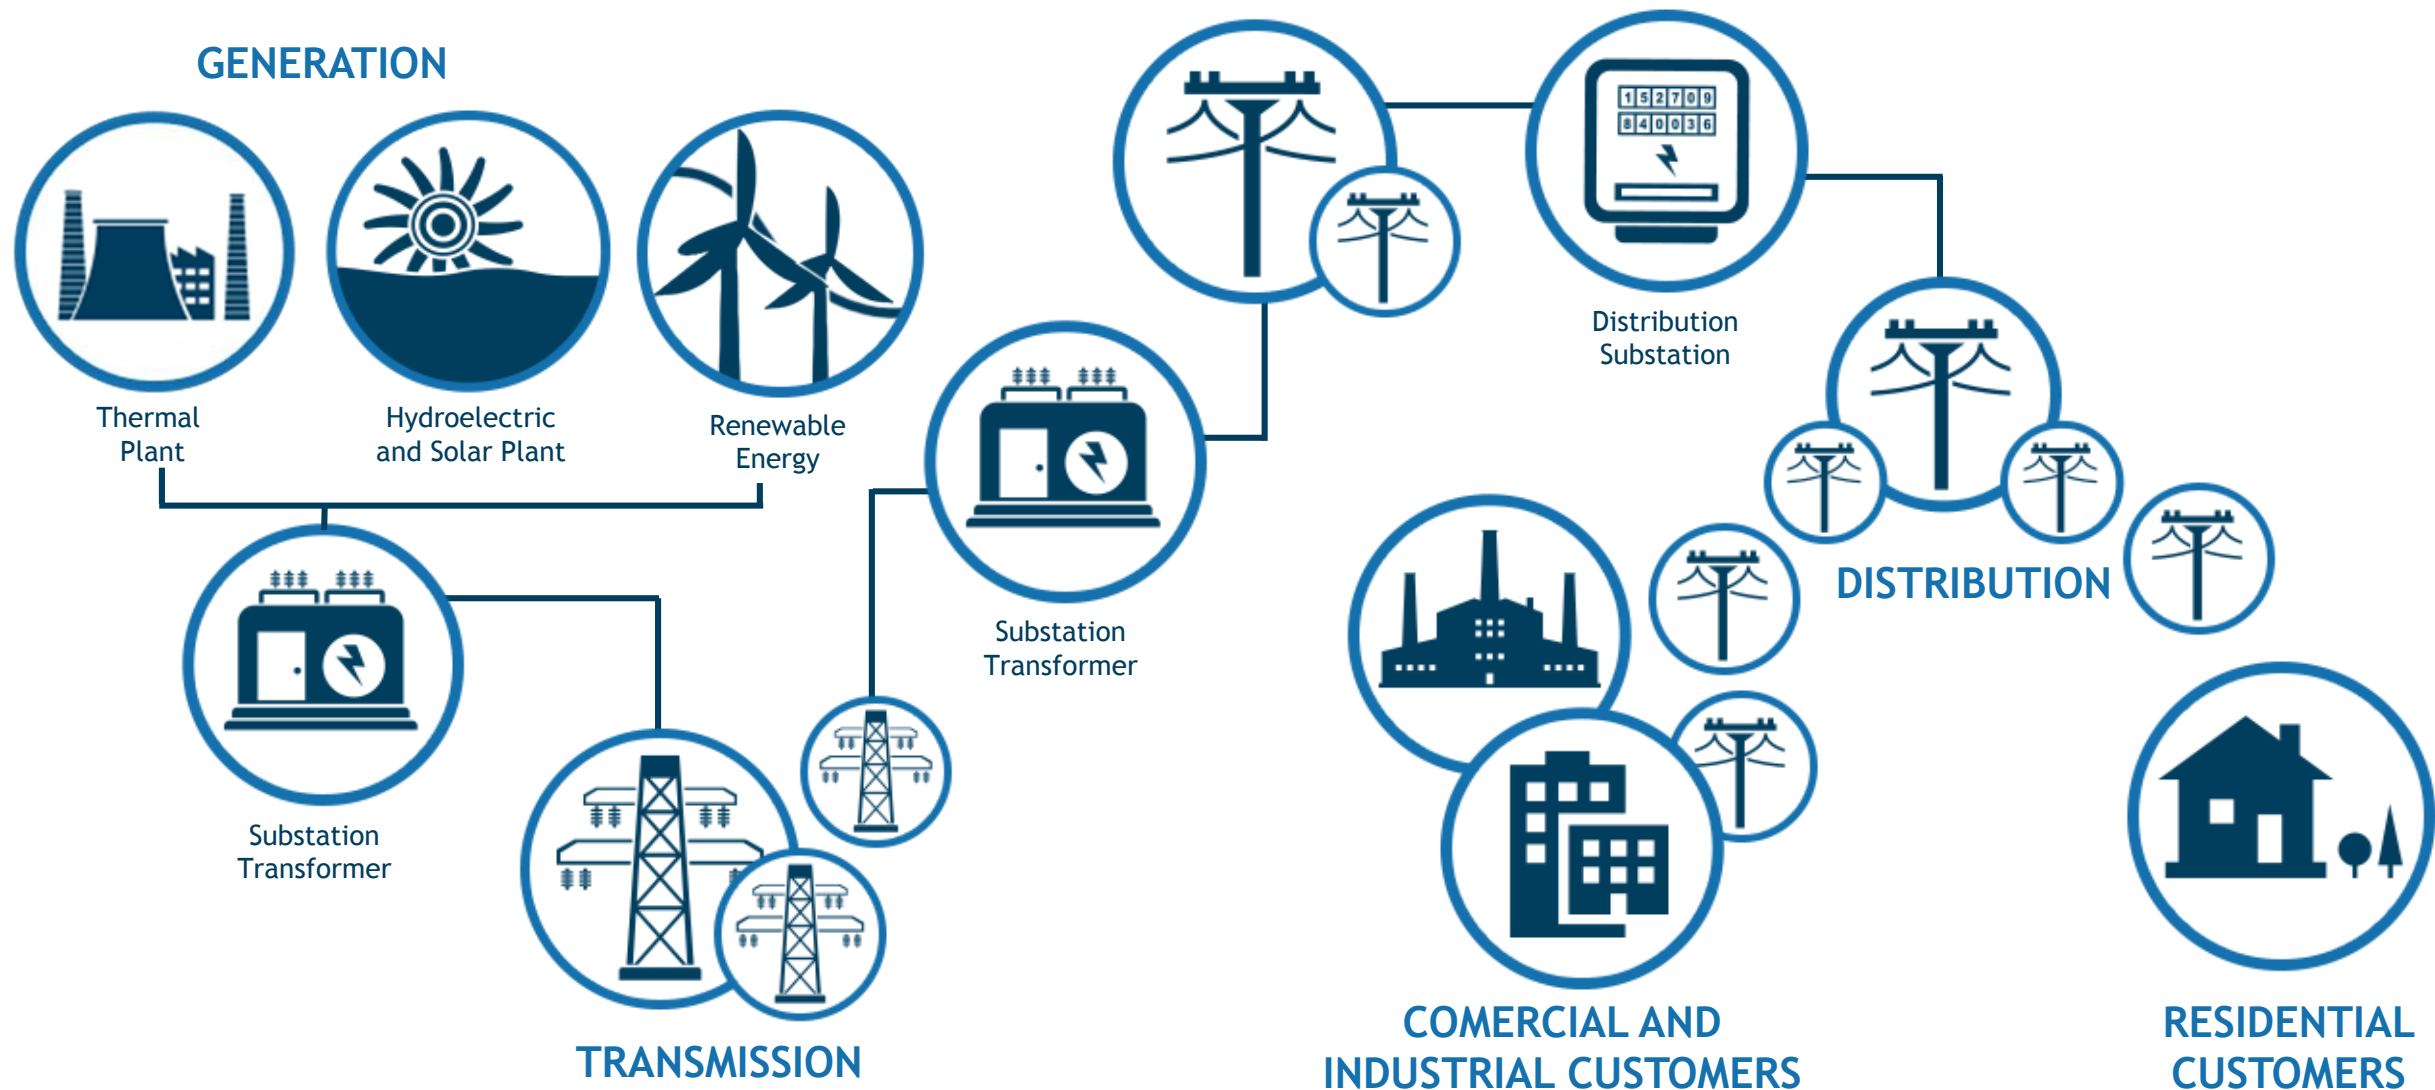 GENERATION
Thermal
Plant
Hydroelectric
and Solar Plant
Renewable
Energy
Substation
Transformer
TRANSMISSION
Substation
Transformer
152709
840036
Distribution
Substation
DISTRIBUTION
COMERCIAL AND
INDUSTRIAL CUSTOMERS
RESIDENTIAL
CUSTOMERS